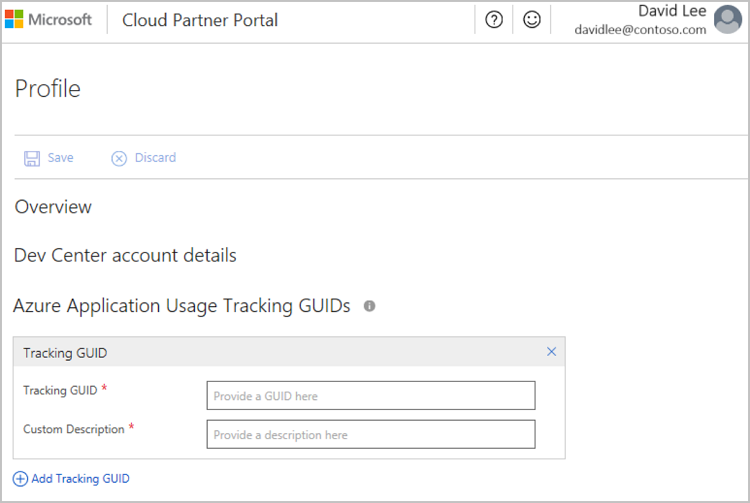 Microsoft Cloud Partner Portal ? David Lee
davidlee@contoso.com
Profile
Save Discard
Overview
Dev Center account details
Azure Application Usage Tracking GUIDs i
Tracking GUID
Tracking GUID * Provide a GUID here
Custom Description * Provide a description here
Add Tracking GUID